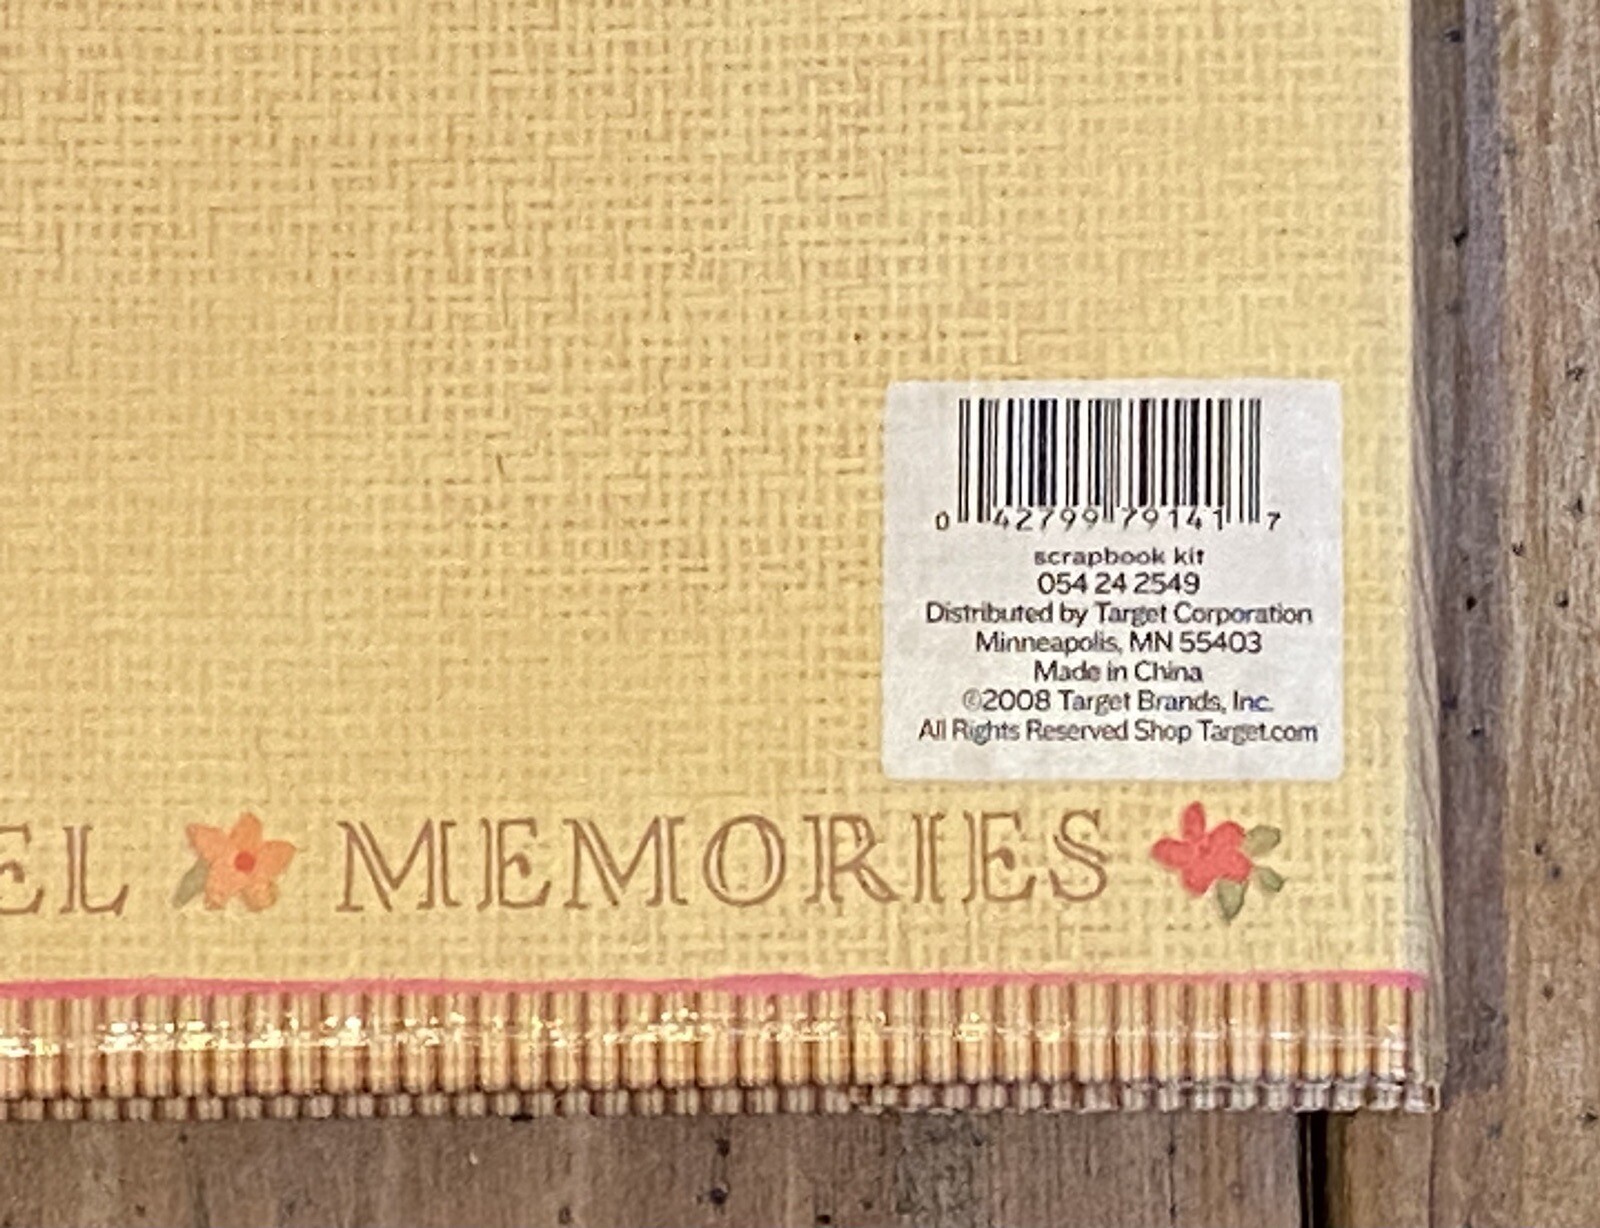 0 42799 79141 7
scrapbook kit
054 24 2549
Distributed by Target Corporation
Minneapolis, MN 55403
Made in China
©2008 Target Brands, Inc.
All Rights Reserved Shop Target.com
EL MEMORIES